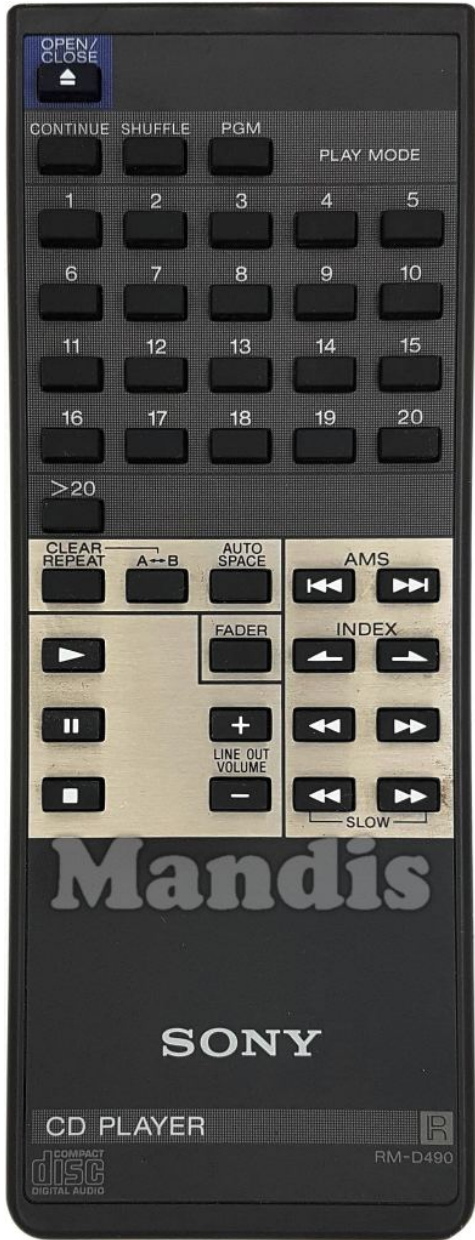 OPEN/
CLOSE
CONTINUE SHUFFLE PGM
PLAY MODE
1 2 3 4 5
6 7 8 9 10
11 12 13 14 15
16 17 18 19 20
>20
CLEAR
REPEAT A↔B
AUTO
SPACE
AMS
FADER
INDEX
+
LINE OUT
VOLUME
−
SLOW
Mandis
SONY
CD PLAYER
R
RM-D490
COMPACT
disc
DIGITAL AUDIO